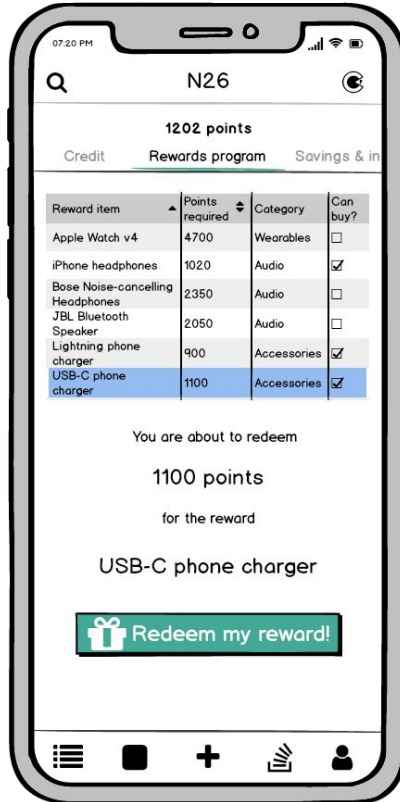 07:20 PM
N26
1202 points
Credit Rewards program Savings & in
Reward item Points required Category Can buy?
Apple Watch v4 4700 Wearables
iPhone headphones 1020 Audio
Bose Noise-cancelling Headphones 2350 Audio
JBL Bluetooth Speaker 2050 Audio
Lightning phone charger 900 Accessories
USB-C phone charger 1100 Accessories
You are about to redeem
1100 points
for the reward
USB-C phone charger
Redeem my reward!